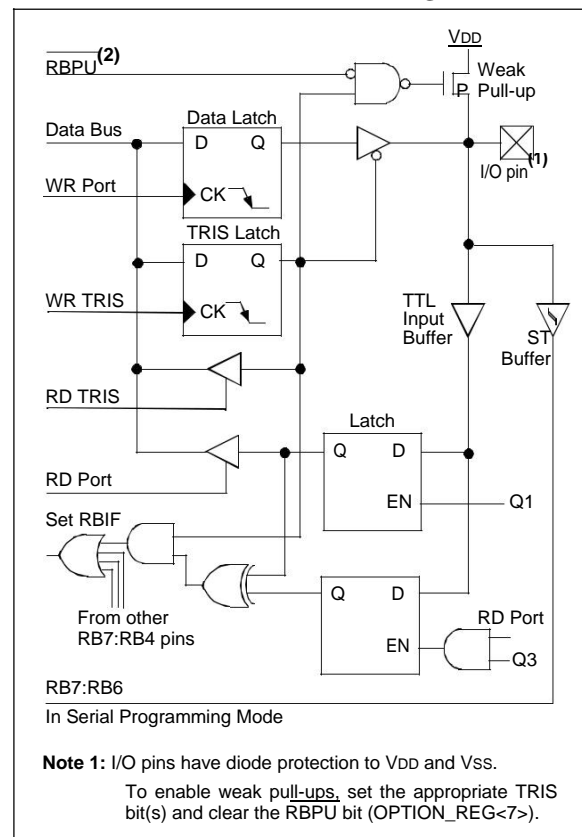 VDD
RBPU(2)
Weak
P Pull-up
Data Bus
Data Latch
D Q
WR Port
CK
I/O pin(1)
TRIS Latch
D Q
WR TRIS
CK
TTL
Input
Buffer
ST
Buffer
RD TRIS
Latch
Q D
RD Port
EN
Q1
Set RBIF
Q D
From other
RB7:RB4 pins
RD Port
EN
Q3
RB7:RB6
In Serial Programming Mode
Note 1: I/O pins have diode protection to VDD and VSS.
To enable weak pull-ups, set the appropriate TRIS
bit(s) and clear the RBPU bit (OPTION_REG<7>).